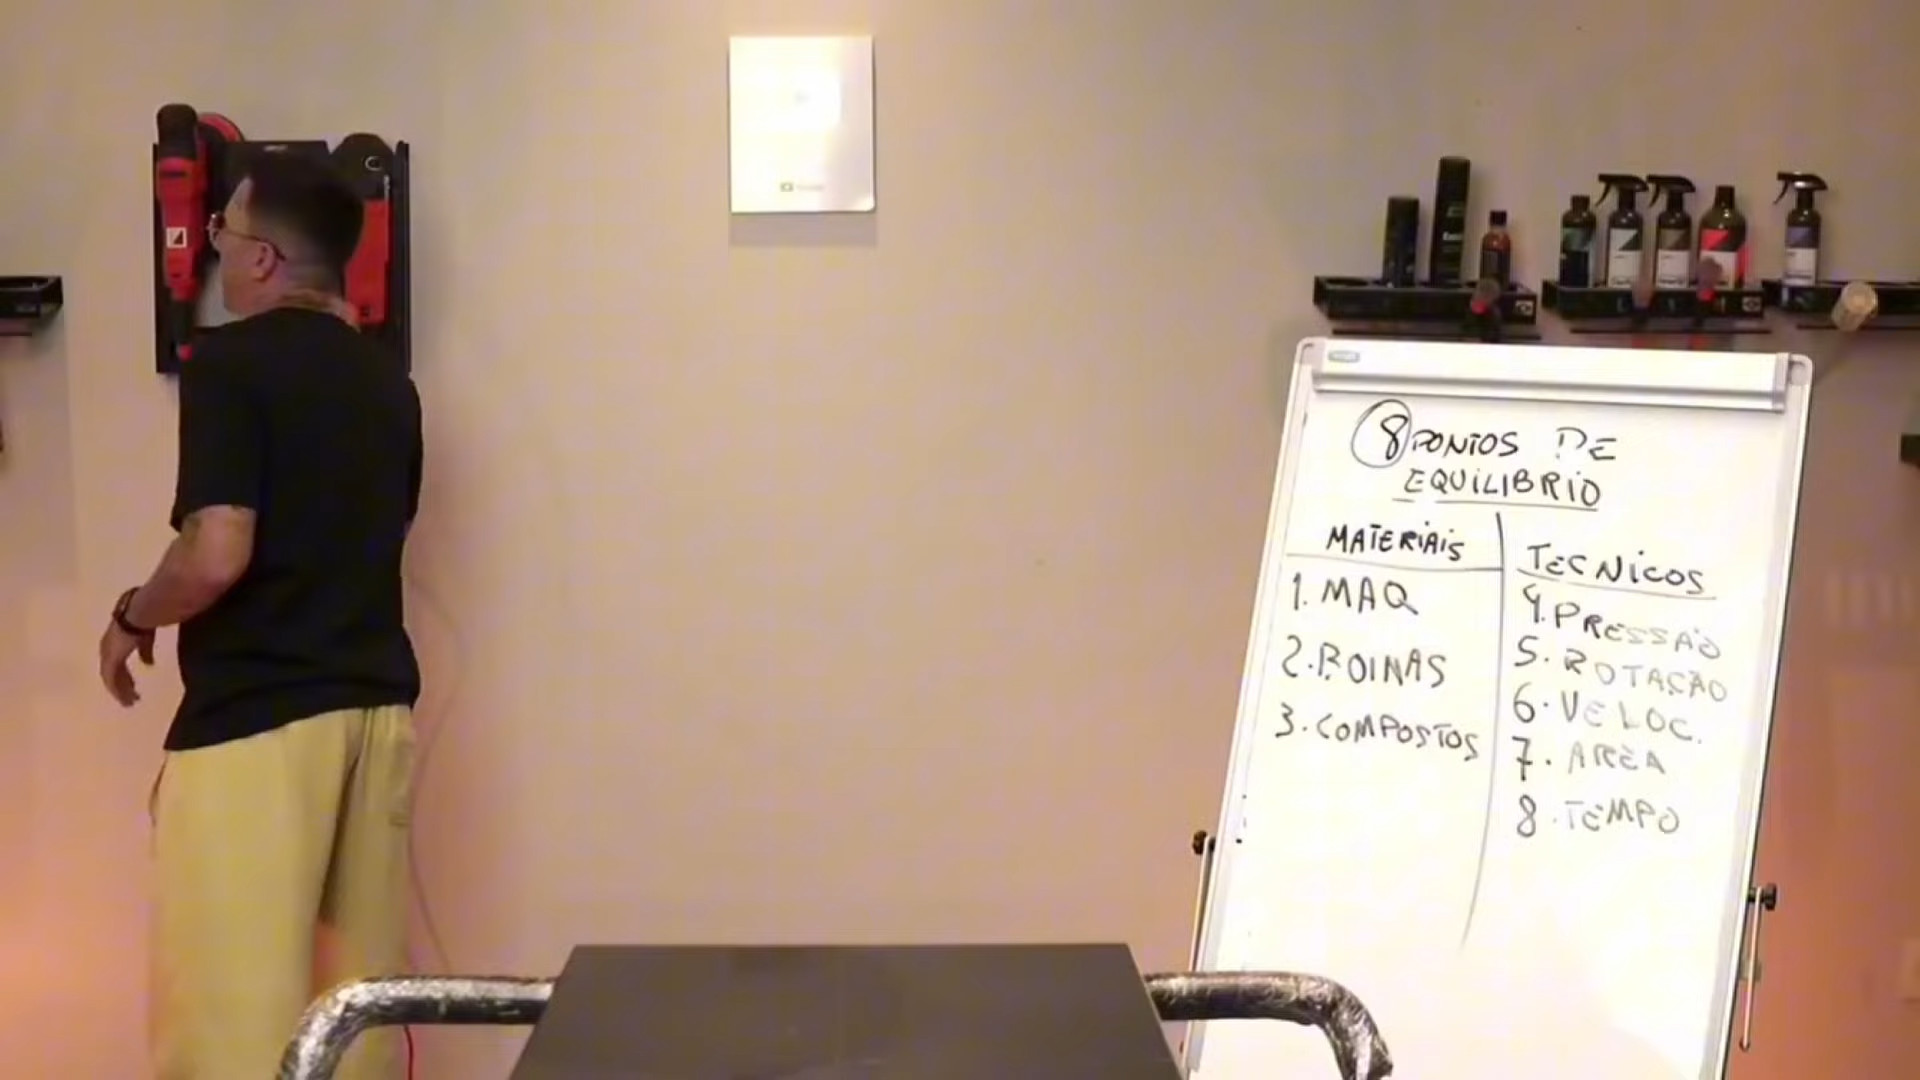 8 PONTOS DE
EQUILIBRIO
MATERIAIS
1. MAQ
2. BOINAS
3. COMPOSTOS
TECNICOS
4. PRESSÃO
5. ROTAÇÃO
6. VELOC.
7. AREA
8. TEMPO